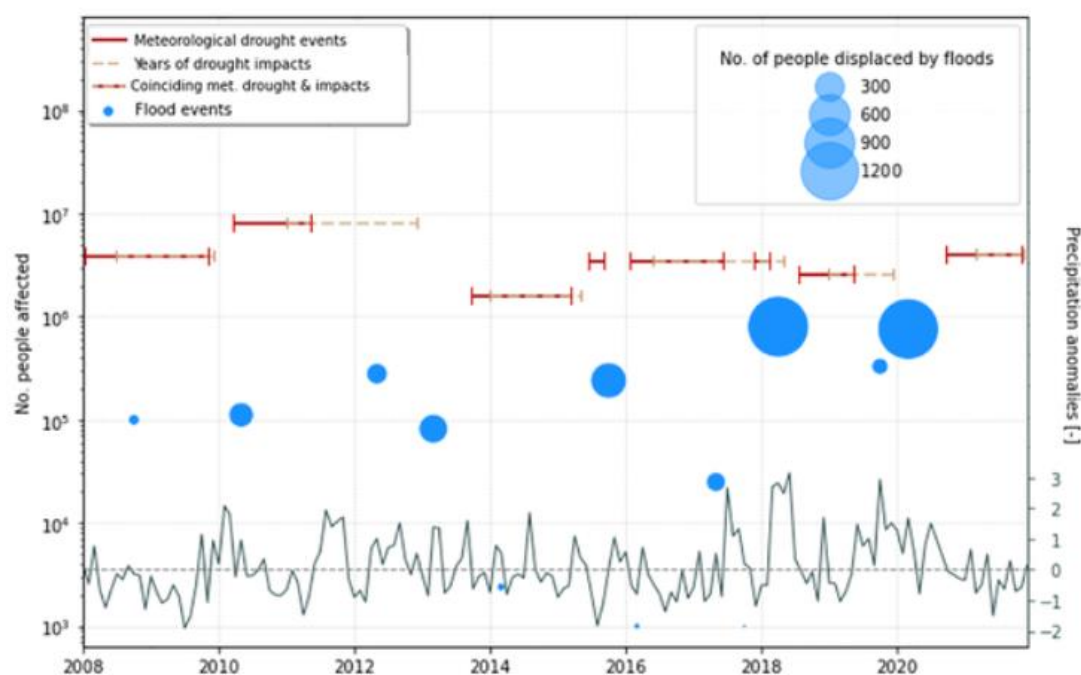 Meteorological drought events
Years of drought impacts
Coinciding met. drought & impacts
Flood events
No. of people displaced by floods
300
600
900
1200
No. people affected
10⁸
10⁷
10⁶
10⁵
10⁴
10³
Precipitation anomalies [-]
3
2
1
0
−1
−2
2008 2010 2012 2014 2016 2018 2020